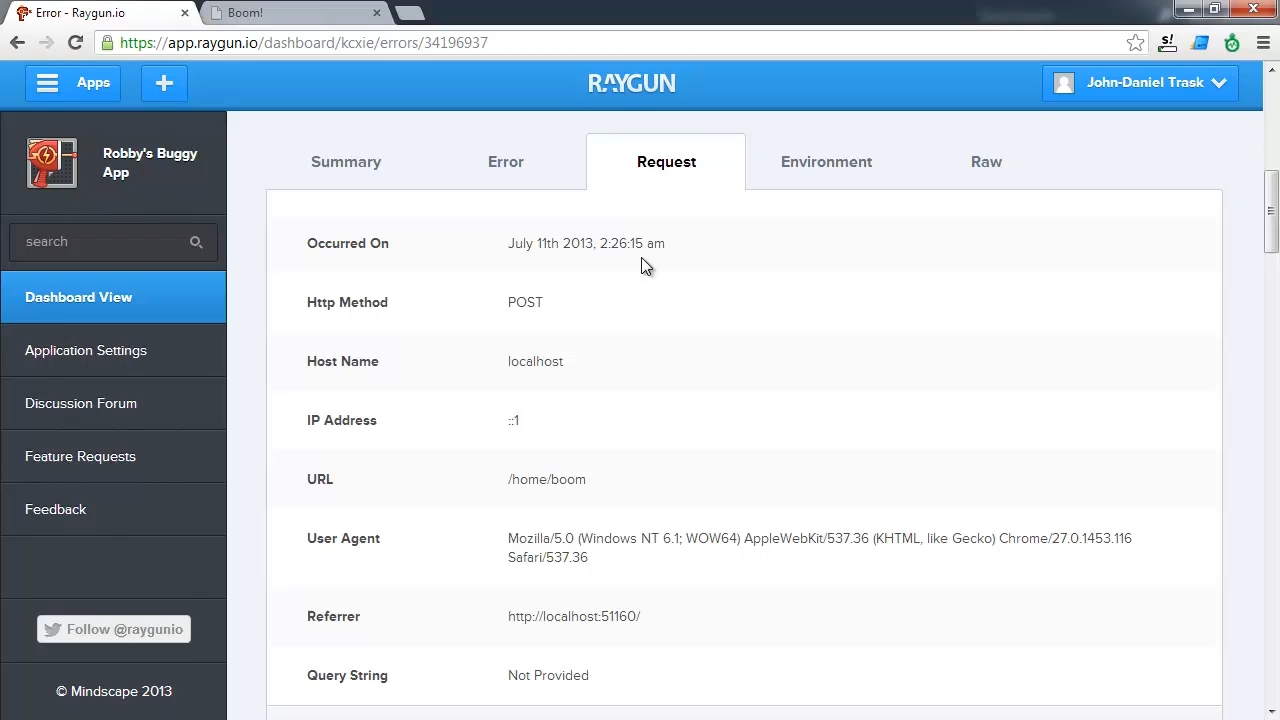 Error - Raygun.io
Boom!
https://app.raygun.io/dashboard/kcxie/errors/34196937
S!
Apps
RAYGUN
John-Daniel Trask
Robby's Buggy
App
search
Dashboard View
Application Settings
Discussion Forum
Feature Requests
Feedback
Follow @raygunio
© Mindscape 2013
Summary
Error
Request
Environment
Raw
Occurred On July 11th 2013, 2:26:15 am
Http Method POST
Host Name localhost
IP Address ::1
URL /home/boom
User Agent Mozilla/5.0 (Windows NT 6.1; WOW64) AppleWebKit/537.36 (KHTML, like Gecko) Chrome/27.0.1453.116
Safari/537.36
Referrer http://localhost:51160/
Query String Not Provided